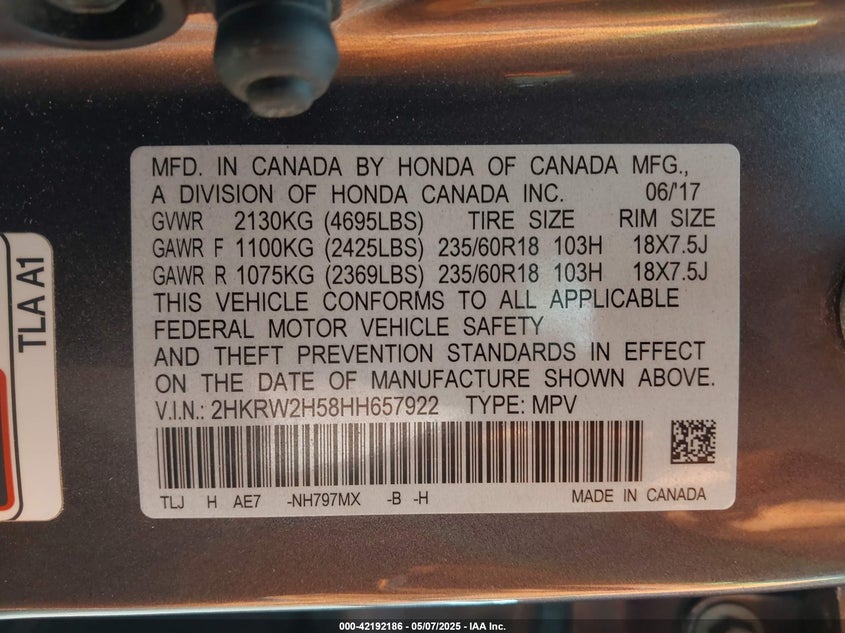 MFD. IN CANADA BY HONDA OF CANADA MFG.,
A DIVISION OF HONDA CANADA INC. 06/'17
GVWR 2130KG (4695LBS) TIRE SIZE RIM SIZE
GAWR F 1100KG (2425LBS) 235/60R18 103H 18X7.5J
GAWR R 1075KG (2369LBS) 235/60R18 103H 18X7.5J
THIS VEHICLE CONFORMS TO ALL APPLICABLE
FEDERAL MOTOR VEHICLE SAFETY
AND THEFT PREVENTION STANDARDS IN EFFECT
ON THE DATE OF MANUFACTURE SHOWN ABOVE.
V.I.N.: 2HKRW2H58HH657922 TYPE: MPV
TLJ H AE7 -NH797MX -B -H MADE IN CANADA
TLA A1
000-42192186 - 05/07/2025 - IAA Inc.